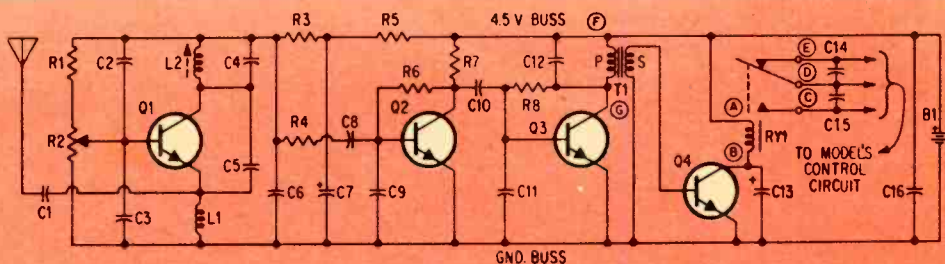 R3
R5
4.5 V BUSS
F
E
C14
R1
C2
L2
C4
R7
C12
P
S
D
Q1
R6
T1
C
Q2
C10
R8
G
A
C15
B1
R2
R4
C8
Q3
RY1
B
Q4
TO MODEL'S
CONTROL
CIRCUIT
C5
C1
C3
L1
C6
C7
C9
C11
C13
C16
GND. BUSS
+
+
+